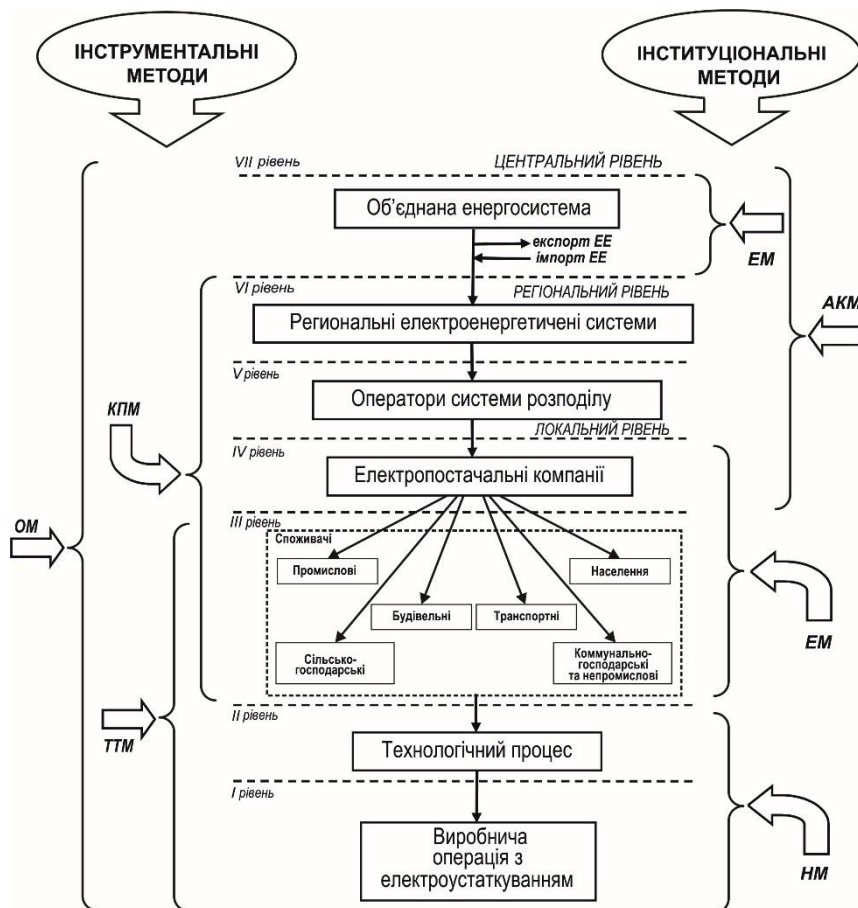 ІНСТРУМЕНТАЛЬНІ
МЕТОДИ
ІНСТИТУЦІОНАЛЬНІ
МЕТОДИ
VII рівень
ЦЕНТРАЛЬНИЙ РІВЕНЬ
Об’єднана енергосистема
експорт ЕЕ
імпорт ЕЕ
ЕМ
VI рівень
РЕГІОНАЛЬНИЙ РІВЕНЬ
АКМ
Региональні електроенергетичені системи
V рівень
Оператори системи розподілу
КПМ
ЛОКАЛЬНИЙ РІВЕНЬ
IV рівень
Електропостачальні компанії
ОМ
III рівень
Споживачі
Промислові
Населення
Будівельні
Транспортні
ЕМ
Сільсько-
господарські
Коммунально-
господарські
та непромислові
II рівень
ТТМ
Технологічний процес
I рівень
Виробнича
операція з
електроустаткуванням
НМ